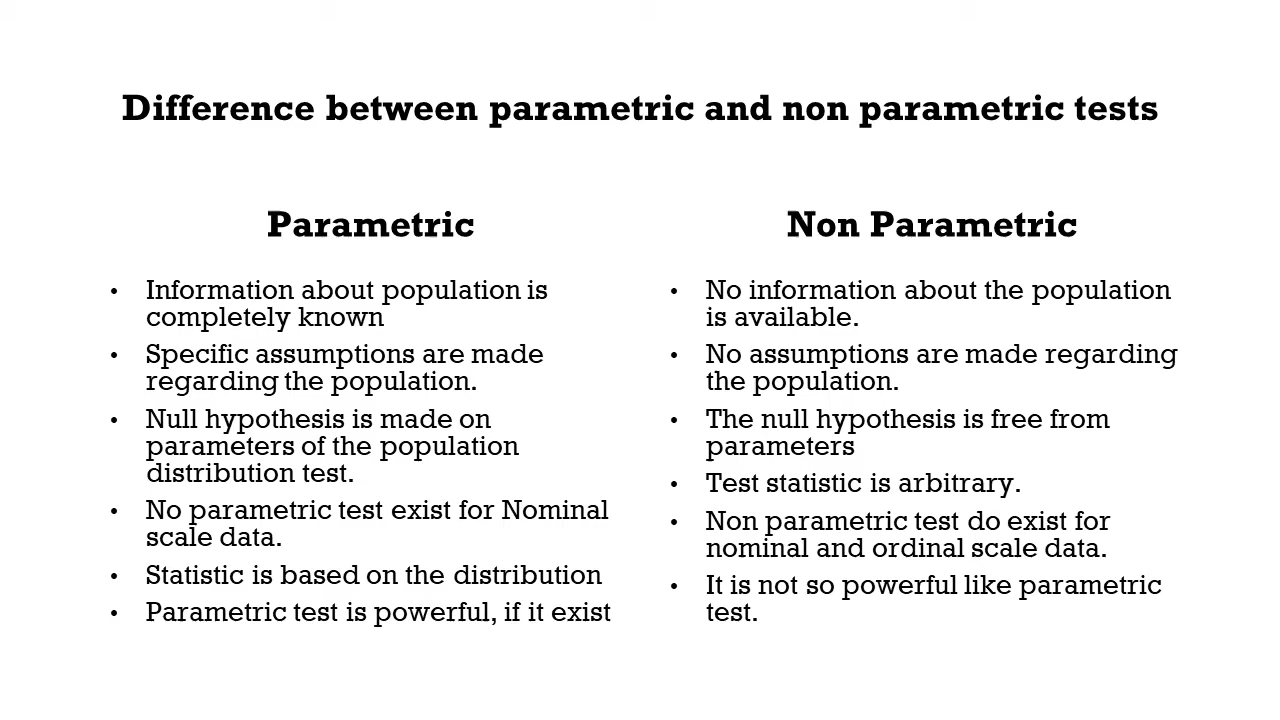 Difference between parametric and non parametric tests
Parametric
• Information about population is
completely known
• Specific assumptions are made
regarding the population.
• Null hypothesis is made on
parameters of the population
distribution test.
• No parametric test exist for Nominal
scale data.
• Statistic is based on the distribution
• Parametric test is powerful, if it exist
Non Parametric
• No information about the population
is available.
• No assumptions are made regarding
the population.
• The null hypothesis is free from
parameters
• Test statistic is arbitrary.
• Non parametric test do exist for
nominal and ordinal scale data.
• It is not so powerful like parametric
test.